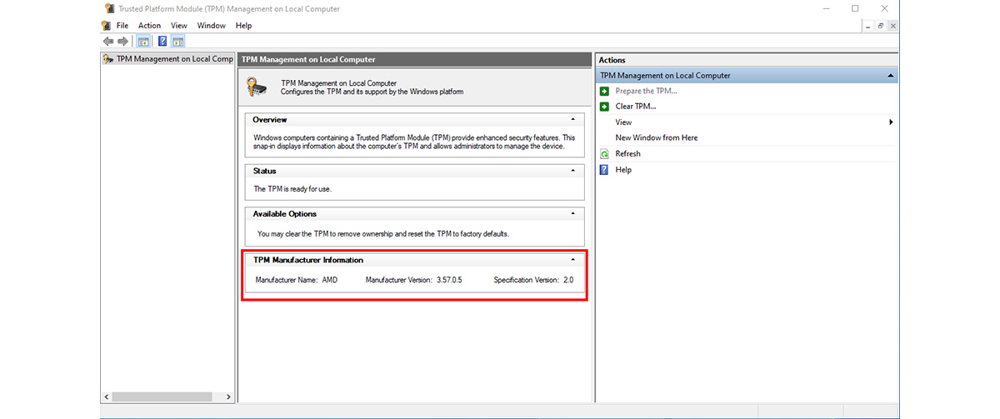 Trusted Platform Module (TPM) Management on Local Computer
File Action View Window Help
TPM Management on Local Comp
TPM Management on Local Computer
TPM Management on Local Computer
Configures the TPM and its support by the Windows platform
Overview
Windows computers containing a Trusted Platform Module (TPM) provide enhanced security features. This
snap-in displays information about the computer's TPM and allows administrators to manage the device.
Status
The TPM is ready for use.
Available Options
You may clear the TPM to remove ownership and reset the TPM to factory defaults.
TPM Manufacturer Information
Manufacturer Name: AMD Manufacturer Version: 3.57.0.5 Specification Version: 2.0
Actions
TPM Management on Local Computer
Prepare the TPM...
Clear TPM...
View
New Window from Here
Refresh
Help